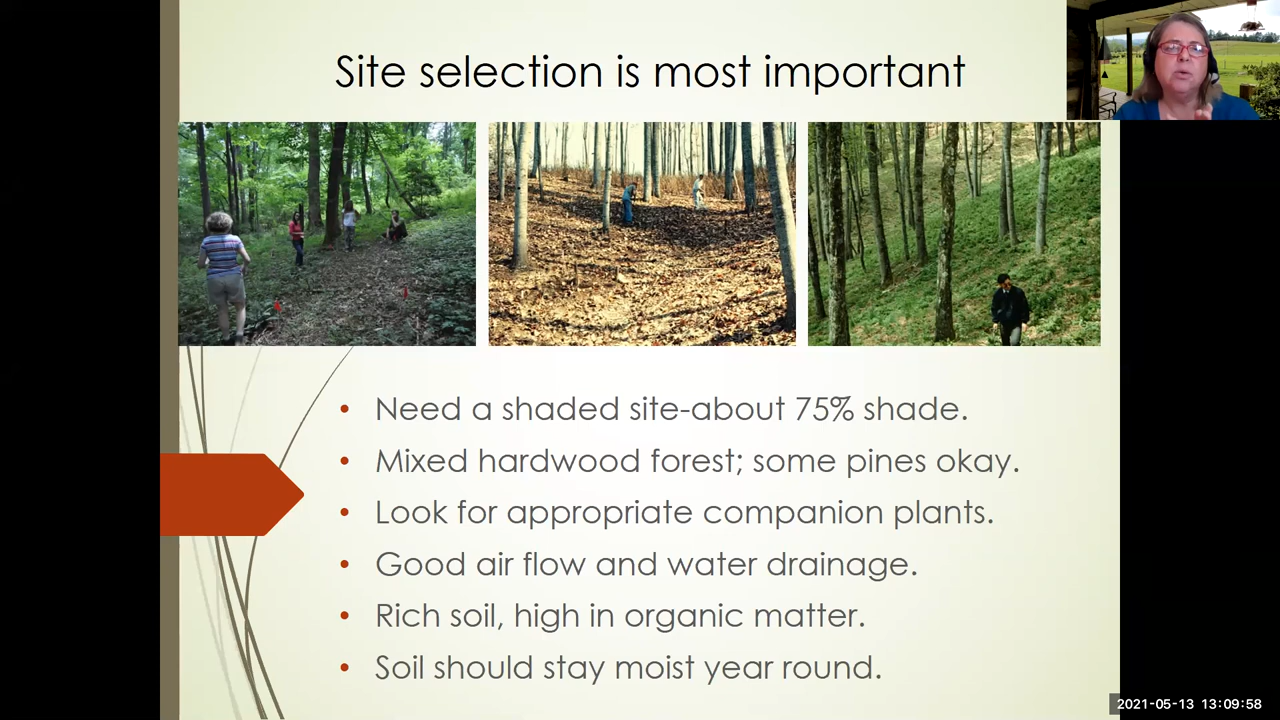 Site selection is most important
• Need a shaded site-about 75% shade.
• Mixed hardwood forest; some pines okay.
• Look for appropriate companion plants.
• Good air flow and water drainage.
• Rich soil, high in organic matter.
• Soil should stay moist year round.
2021-05-13 13:09:58